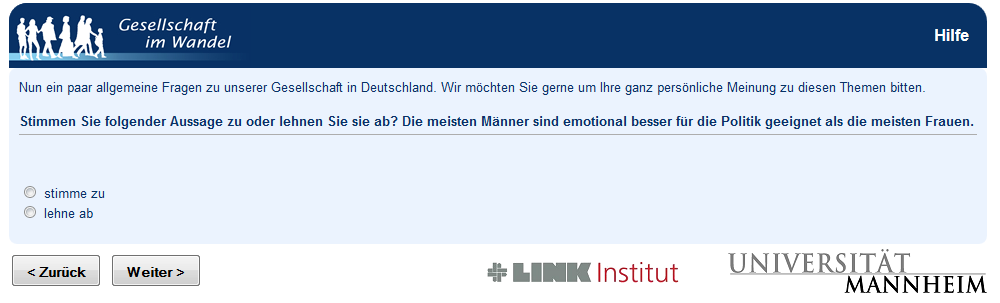 Gesellschaft
im Wandel
Hilfe
Nun ein paar allgemeine Fragen zu unserer Gesellschaft in Deutschland. Wir möchten Sie gerne um Ihre ganz persönliche Meinung zu diesen Themen bitten.
Stimmen Sie folgender Aussage zu oder lehnen Sie sie ab? Die meisten Männer sind emotional besser für die Politik geeignet als die meisten Frauen.
stimme zu
lehne ab
< Zurück
Weiter >
LINK Institut
UNIVERSITÄT
MANNHEIM